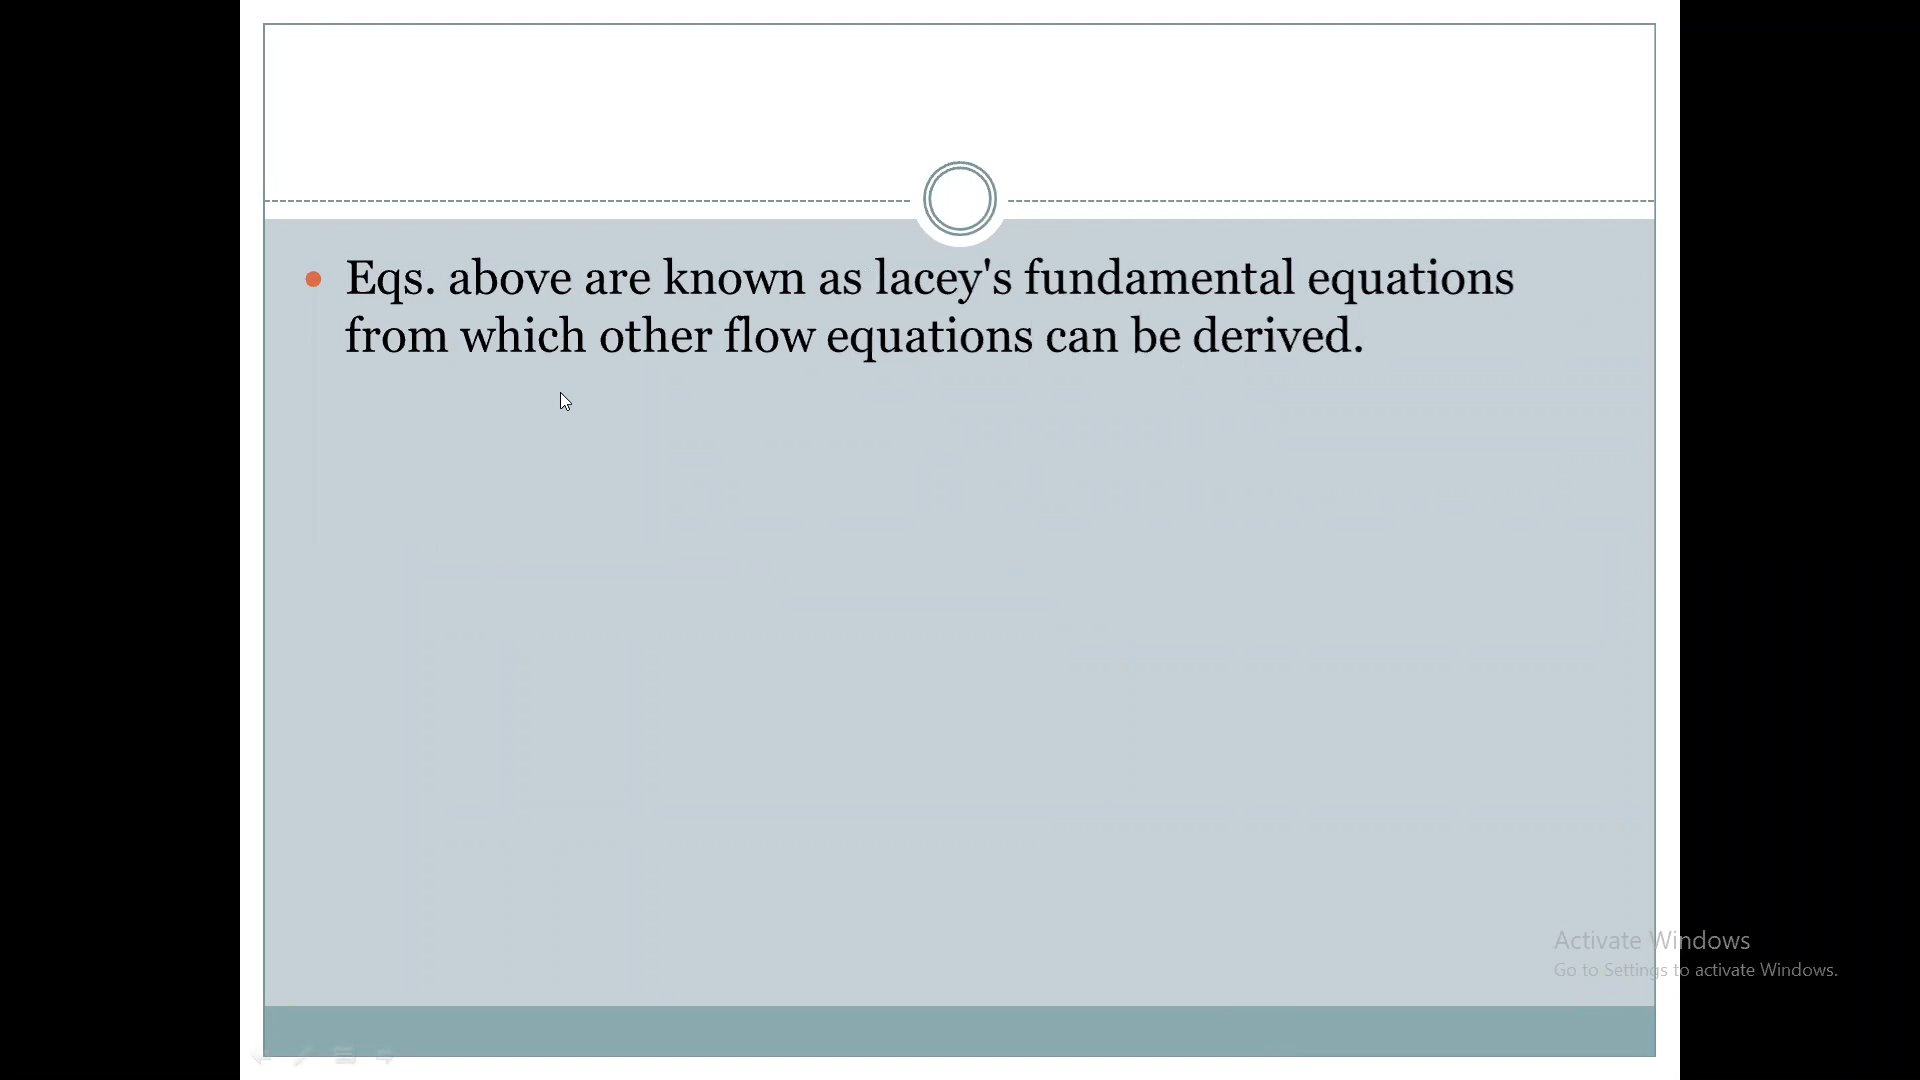 Eqs. above are known as lacey's fundamental equations
from which other flow equations can be derived.
Activate Windows
Go to Settings to activate Windows.